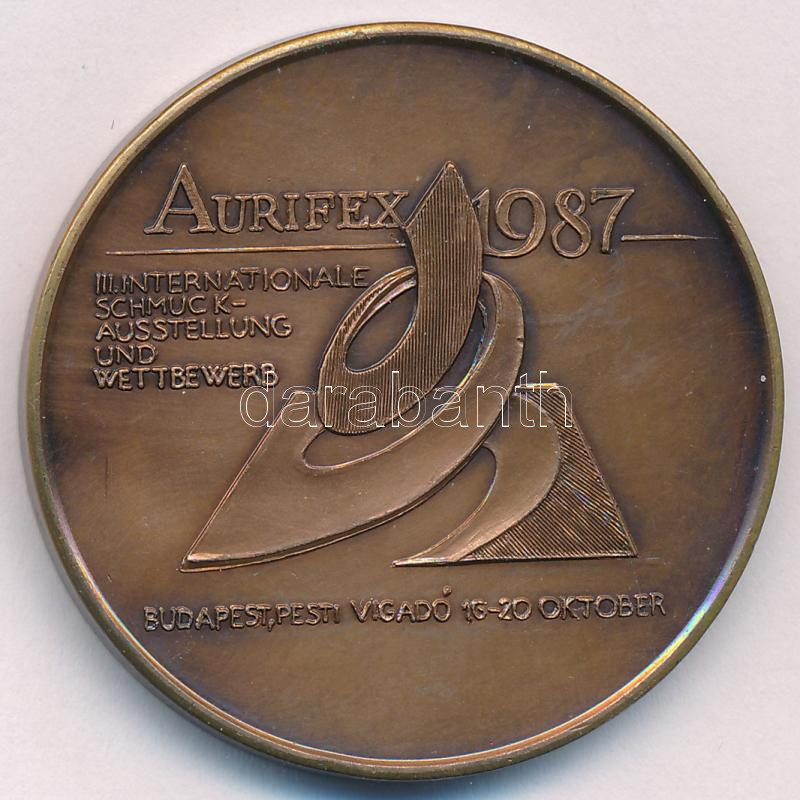 AURIFEX 1987
III. INTERNATIONALE
SCHMUCK-
AUSSTELLUNG
UND
WETTBEWERB
darabanth
BUDAPEST, PESTI VIGADÓ 16-20 OKTOBER